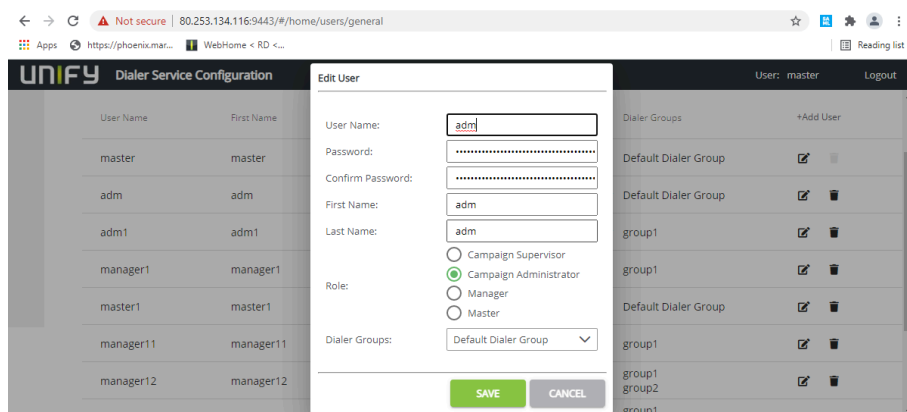 Not secure | 80.253.134.116:9443/#/home/users/general
Apps https://phoenix.mar... WebHome < RD <... Reading list
UNIFY Dialer Service Configuration User: master Logout
Edit User
User Name First Name Dialer Groups +Add User
User Name: adm
Password: ••••••••••••••••••••••••••••••••••••••
Confirm Password: ••••••••••••••••••••••••••••••••••••••
First Name: adm
Last Name: adm
Role:
Campaign Supervisor
Campaign Administrator
Manager
Master
Dialer Groups: Default Dialer Group
SAVE CANCEL
master master Default Dialer Group
adm adm Default Dialer Group
adm1 adm1 group1
manager1 manager1 group1
master1 master1 Default Dialer Group
manager11 manager11 group1
manager12 manager12 group1
group2
group1